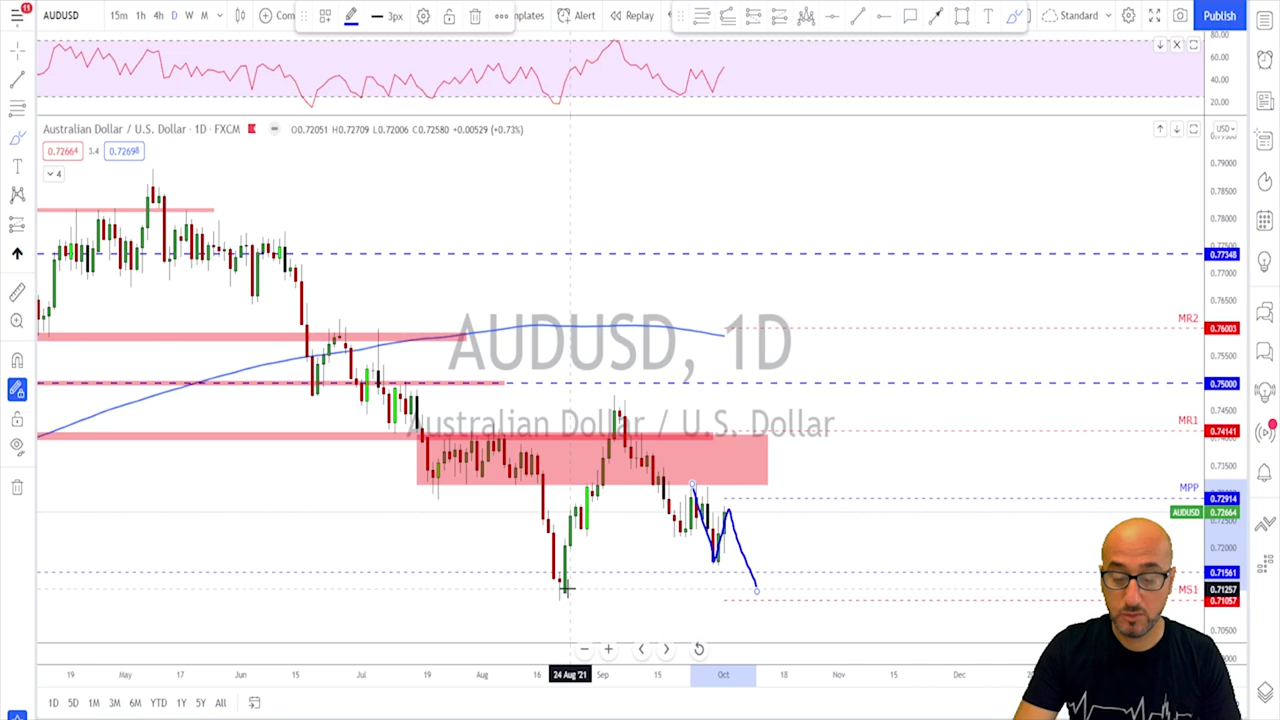 11
AUDUSD
15m 1h 4h D W M
3px
mplates
Alert
Replay
Standard
Publish
80.00
60.00
40.00
20.00
Australian Dollar / U.S. Dollar · 1D · FXCM
O0.72051 H0.72709 L0.72006 C0.72580 +0.00529 (+0.73%)
USD
0.72664 3.4 0.72698
4
0.79000
0.78500
0.78000
0.77348
0.77000
0.76500
MR2
0.76003
AUDUSD, 1D
0.75500
0.75000
0.74500
MR1
Australian Dollar / U.S. Dollar
0.74141
0.73500
MPP
0.72914
AUDUSD 0.72664
0.72000
0.71561
MS1
0.71257
0.71057
0.70500
19 May 17 Jun 19 Jul 19 Aug 16 24 Aug '21 Sep 15 Oct 18 Nov 15 Dec
1D 5D 1M 3M 6M YTD 1Y 5Y All